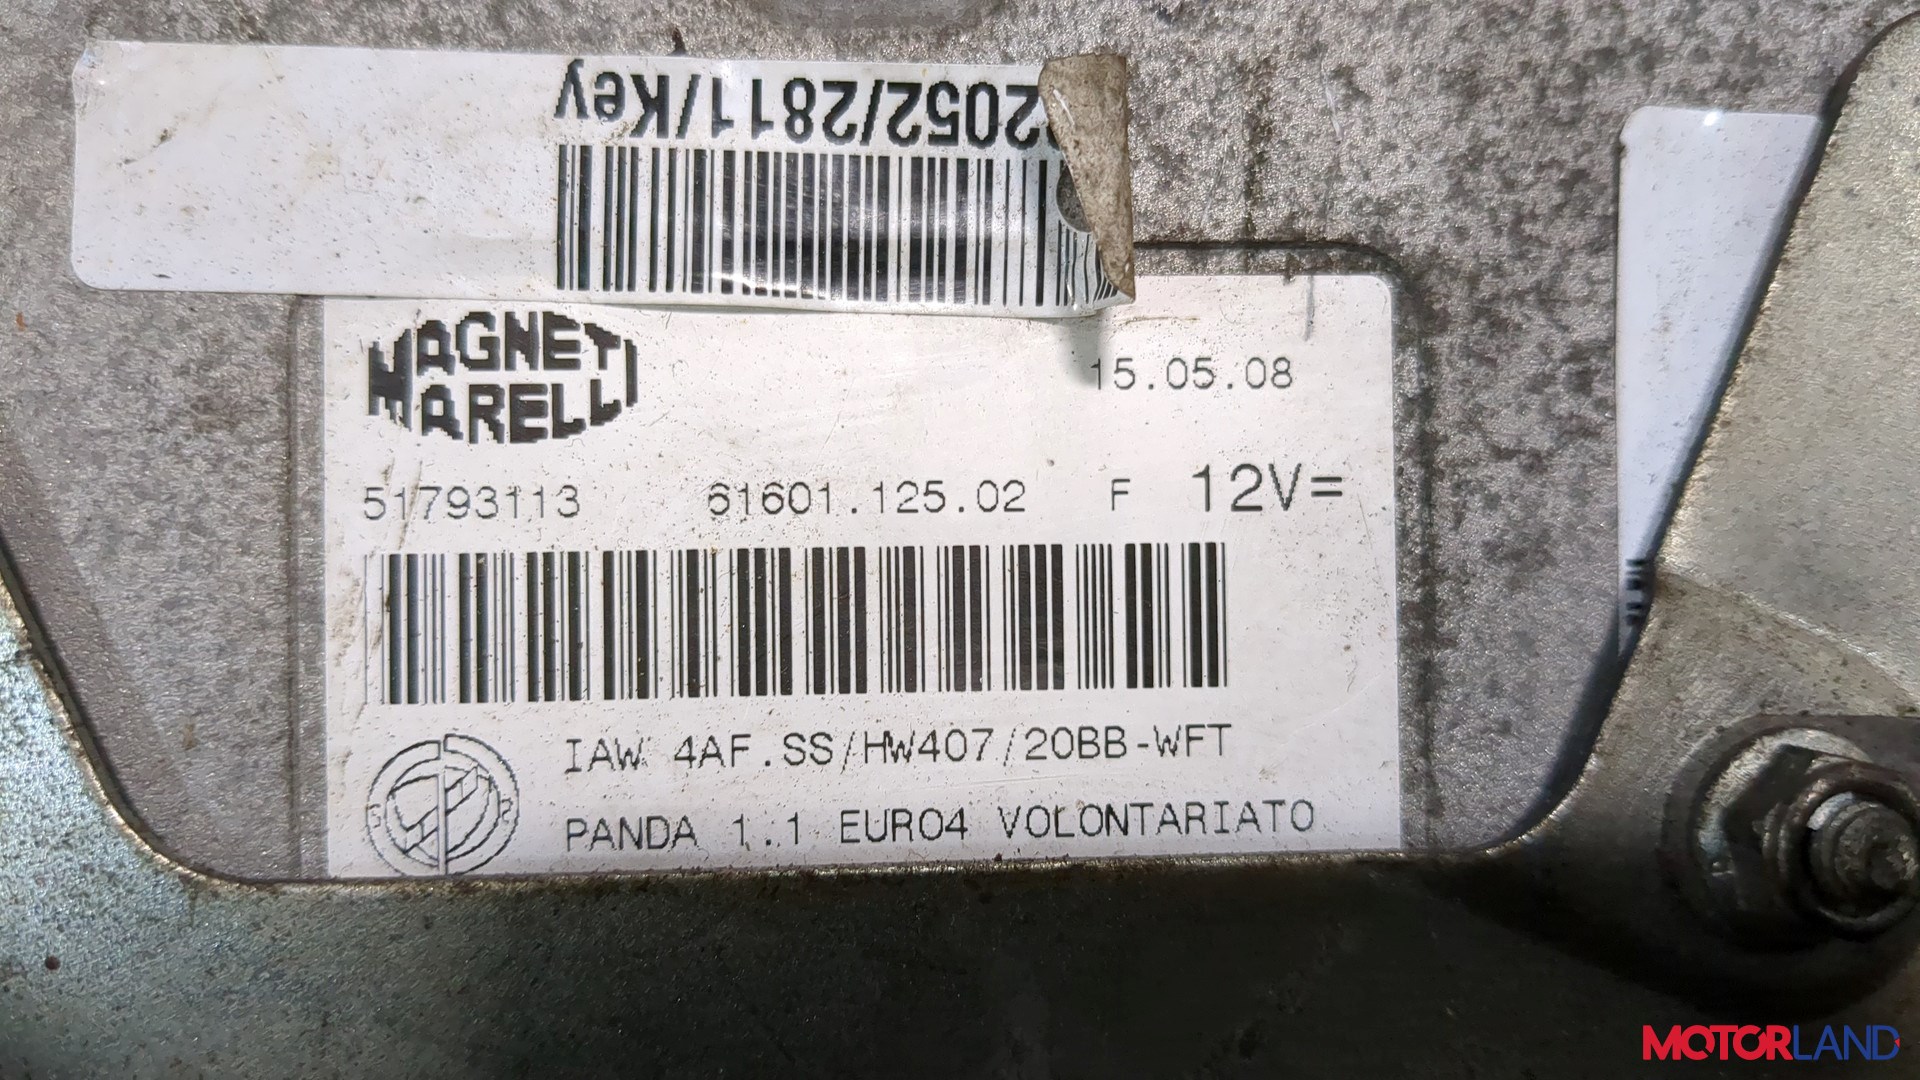 2052/2811/Key
MAGNETI
MARELLI
15.05.08
51793113 61601.125.02 F 12V=
IAW 4AF.SS/HW407/20BB-WFT
PANDA 1.1 EURO4 VOLONTARIATO
MOTORLAND